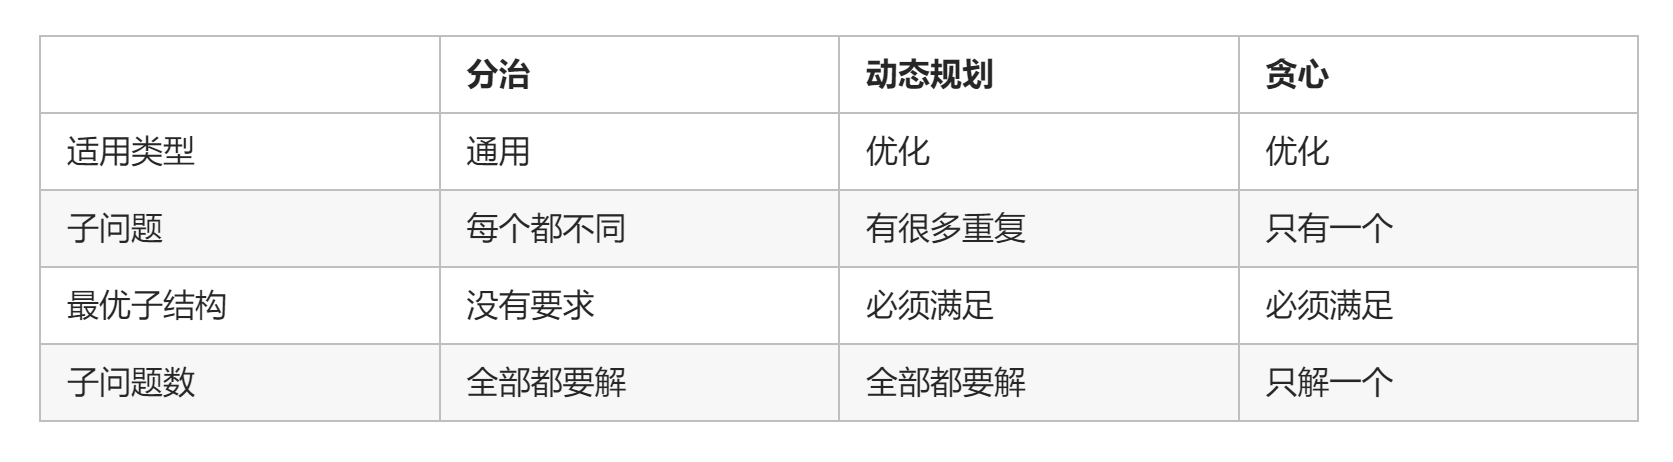 分治 动态规划 贪心
适用类型 通用 优化 优化
子问题 每个都不同 有很多重复 只有一个
最优子结构 没有要求 必须满足 必须满足
子问题数 全部都要解 全部都要解 只解一个